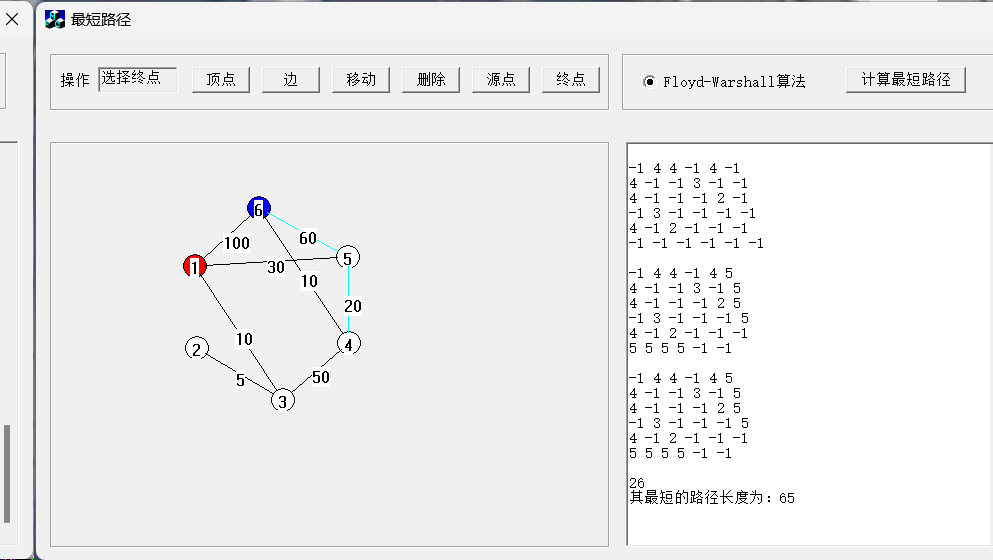 最短路径
操作 选择终点 顶点 边 移动 删除 源点 终点
Floyd-Warshall算法 计算最短路径
6
100
60
5
1
30
10
20
10
2
4
5
50
3
-1 4 4 -1 4 -1
4 -1 -1 3 -1 -1
4 -1 -1 -1 2 -1
-1 3 -1 -1 -1 -1
4 -1 2 -1 -1 -1
-1 -1 -1 -1 -1 -1
-1 4 4 -1 4 5
4 -1 -1 3 -1 5
4 -1 -1 -1 2 5
-1 3 -1 -1 -1 5
4 -1 2 -1 -1 -1
5 5 5 5 -1 -1
-1 4 4 -1 4 5
4 -1 -1 3 -1 5
4 -1 -1 -1 2 5
-1 3 -1 -1 -1 5
4 -1 2 -1 -1 -1
5 5 5 5 -1 -1
26
其最短的路径长度为：65